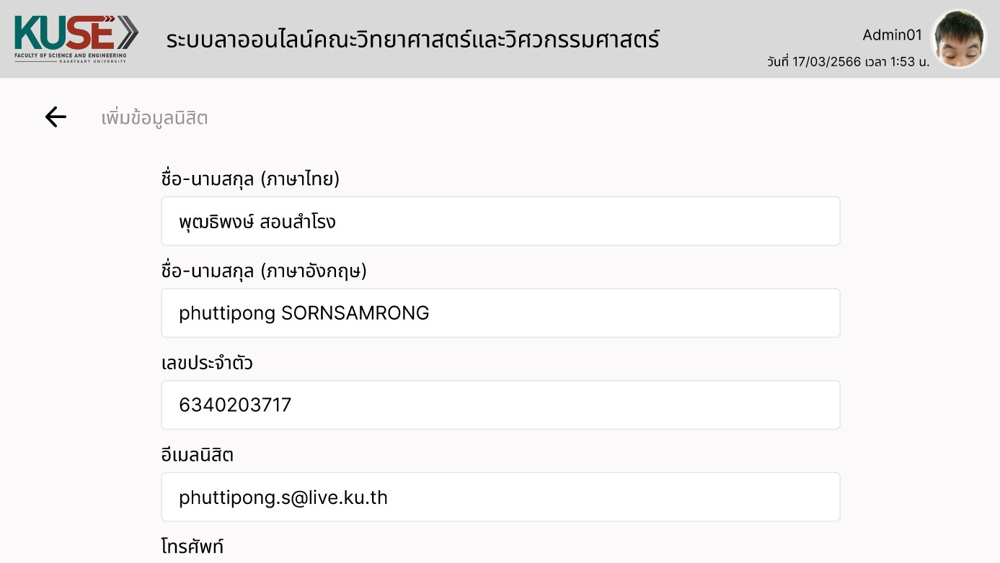 KUSE
FACULTY OF SCIENCE AND ENGINEERING
KASETSART UNIVERSITY
ระบบลาออนไลน์คณะวิทยาศาสตร์และวิศวกรรมศาสตร์
Admin01
วันที่ 17/03/2566 เวลา 1:53 น.
เพิ่มข้อมูลนิสิต
ชื่อ-นามสกุล (ภาษาไทย)
พุฒธิพงษ์ สอนสำโรง
ชื่อ-นามสกุล (ภาษาอังกฤษ)
phuttipong SORNSAMRONG
เลขประจำตัว
6340203717
อีเมลนิสิต
phuttipong.s@live.ku.th
โทรศัพท์